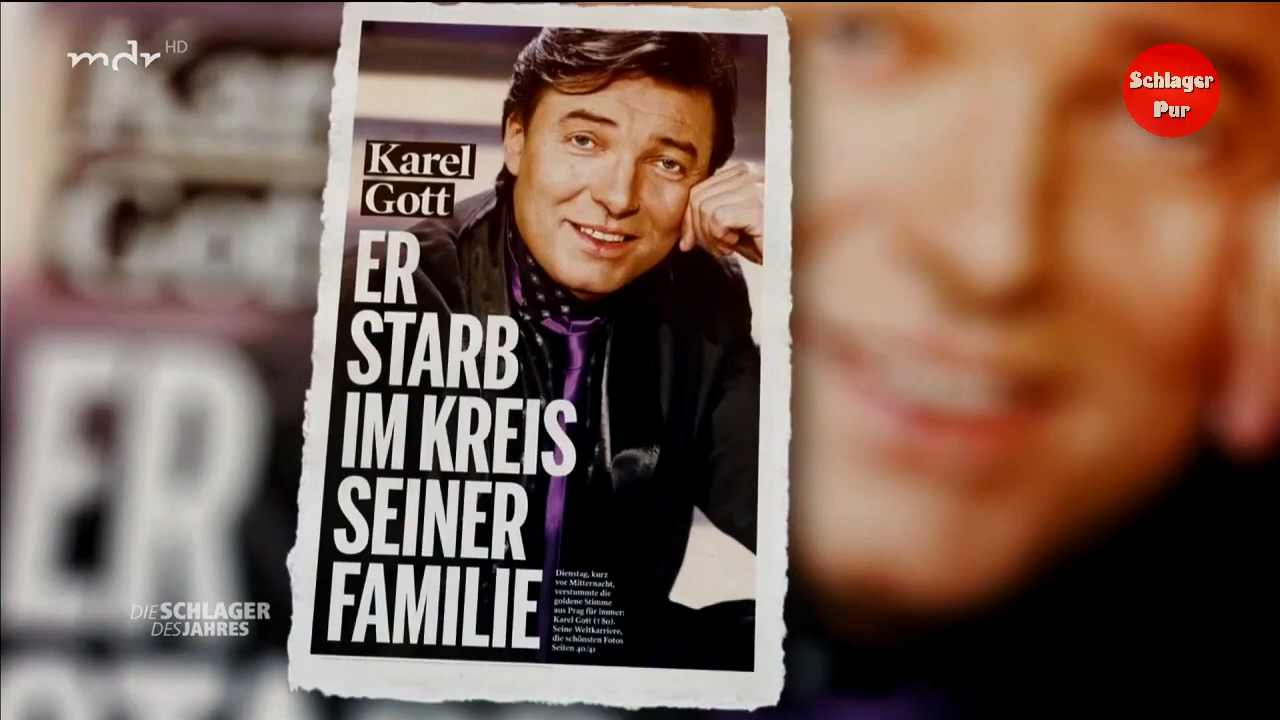 mdr HD
Schlager
Pur
Karel
Gott
ER
STARB
IM KREIS
SEINER
FAMILIE
Dienstag, kurz
vor Mitternacht,
verstummte die
goldene Stimme
aus Prag für immer:
Karel Gott († 80).
Seine Weltkarriere,
die schönsten Fotos
Seiten 40/41
DIE SCHLAGER
DES JAHRES